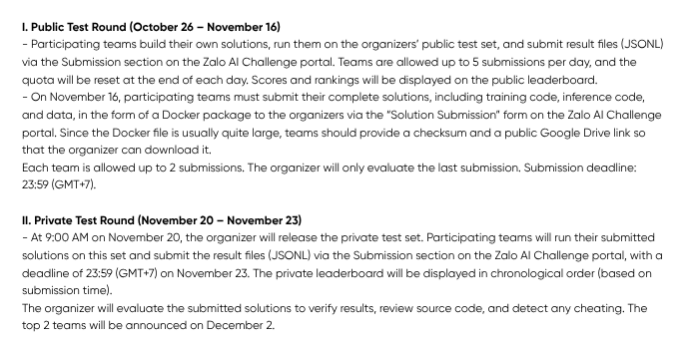 I. Public Test Round (October 26 – November 16)
- Participating teams build their own solutions, run them on the organizers’ public test set, and submit result files (JSONL)
via the Submission section on the Zalo AI Challenge portal. Teams are allowed up to 5 submissions per day, and the
quota will be reset at the end of each day. Scores and rankings will be displayed on the public leaderboard.
- On November 16, participating teams must submit their complete solutions, including training code, inference code,
and data, in the form of a Docker package to the organizers via the “Solution Submission” form on the Zalo AI Challenge
portal. Since the Docker file is usually quite large, teams should provide a checksum and a public Google Drive link so
that the organizer can download it.
Each team is allowed up to 2 submissions. The organizer will only evaluate the last submission. Submission deadline:
23:59 (GMT+7).
II. Private Test Round (November 20 – November 23)
- At 9:00 AM on November 20, the organizer will release the private test set. Participating teams will run their submitted
solutions on this set and submit the result files (JSONL) via the Submission section on the Zalo AI Challenge portal, with a
deadline of 23:59 (GMT+7) on November 23. The private leaderboard will be displayed in chronological order (based on
submission time).
The organizer will evaluate the submitted solutions to verify results, review source code, and detect any cheating. The
top 2 teams will be announced on December 2.